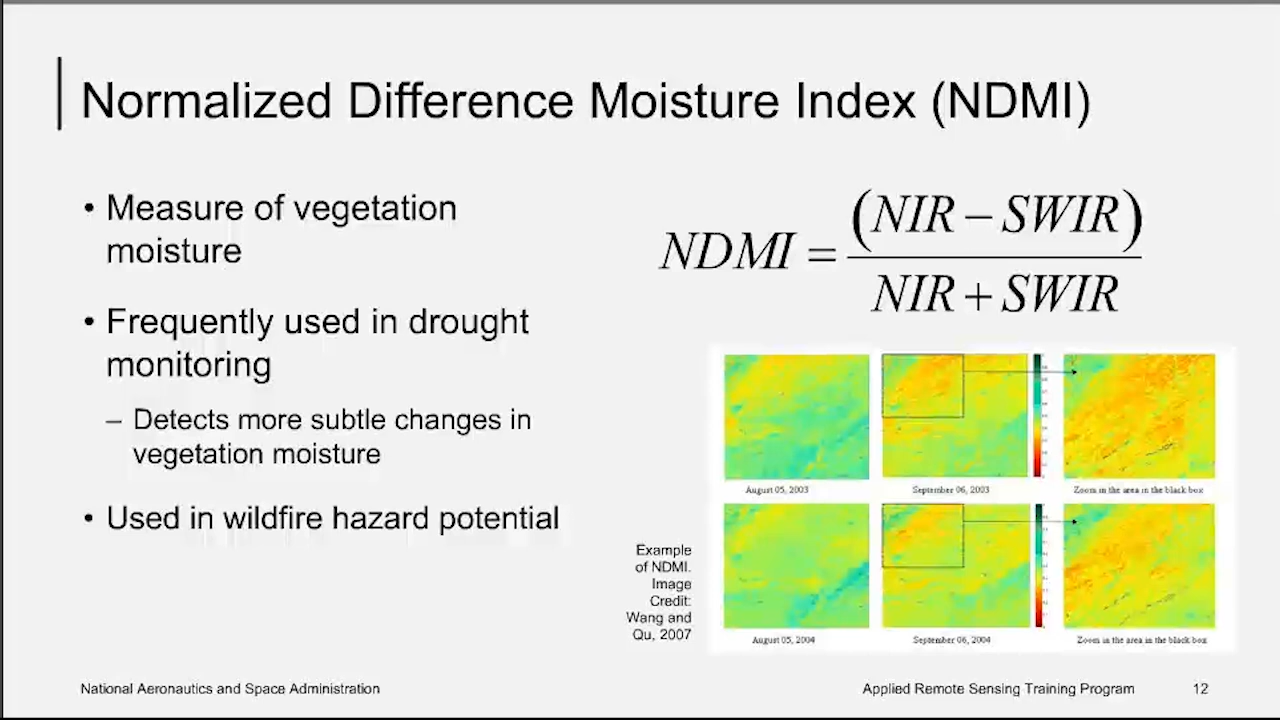 Normalized Difference Moisture Index (NDMI)
• Measure of vegetation
moisture
• Frequently used in drought
monitoring
– Detects more subtle changes in
vegetation moisture
• Used in wildfire hazard potential
NDMI = (NIR − SWIR) / NIR + SWIR
August 05, 2003
September 06, 2003
Zoom in the area in the black box
August 05, 2004
September 06, 2004
Zoom in the area in the black box
Example
of NDMI.
Image
Credit:
Wang and
Qu, 2007
National Aeronautics and Space Administration
Applied Remote Sensing Training Program
12